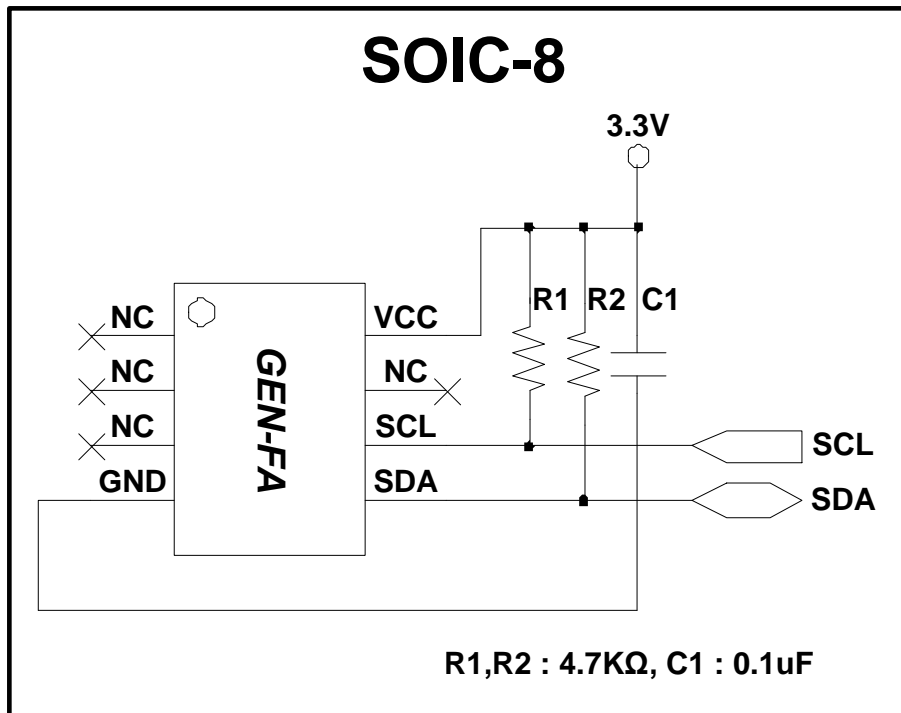 SOIC-8
3.3V
R1 R2 C1
NC VCC
NC NC
NC SCL
GND SDA
GEN-FA
SCL
SDA
R1,R2 : 4.7KΩ, C1 : 0.1uF